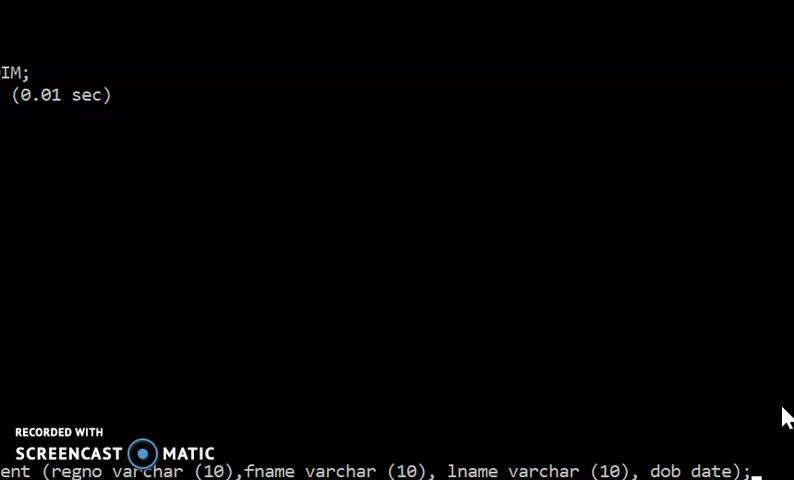 IM;
(0.01 sec)
RECORDED WITH
SCREENCAST MATIC
ent (regno varchar (10),fname varchar (10), lname varchar (10), dob date);